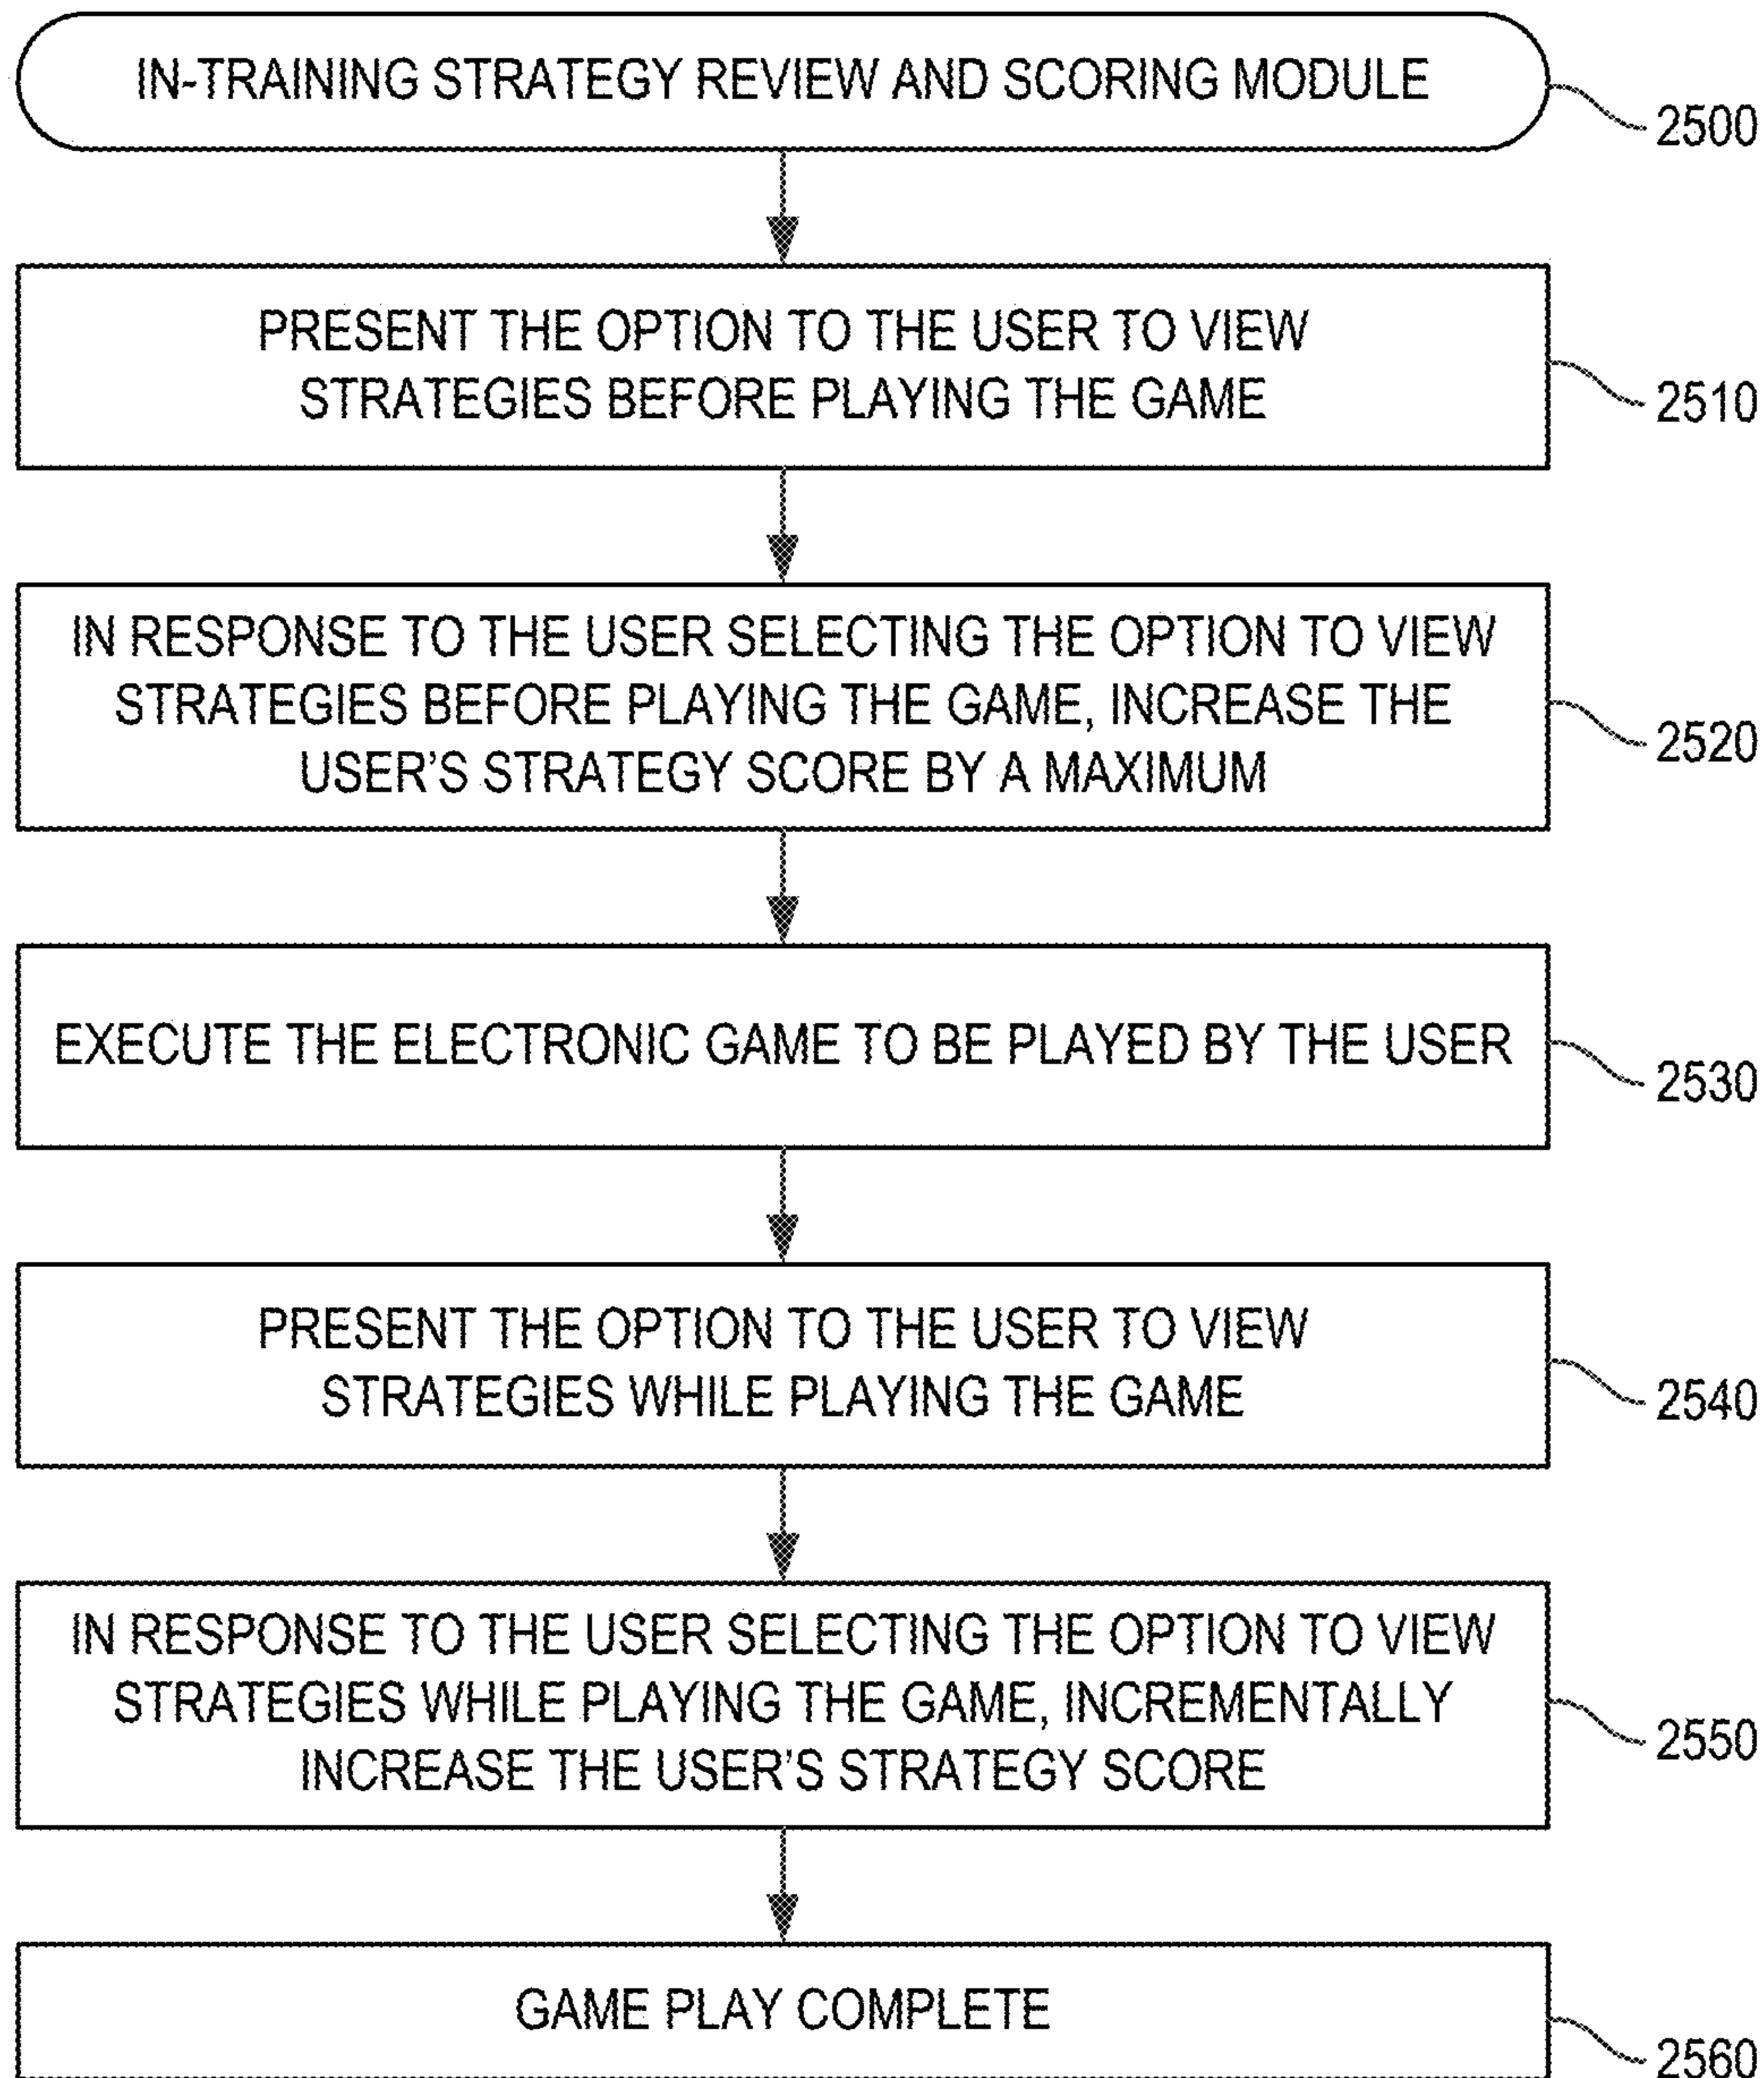 IN-TRAINING STRATEGY REVIEW AND SCORING MODULE
2500
PRESENT THE OPTION TO THE USER TO VIEW
STRATEGIES BEFORE PLAYING THE GAME
2510
IN RESPONSE TO THE USER SELECTING THE OPTION TO VIEW
STRATEGIES BEFORE PLAYING THE GAME, INCREASE THE
USER'S STRATEGY SCORE BY A MAXIMUM
2520
EXECUTE THE ELECTRONIC GAME TO BE PLAYED BY THE USER
2530
PRESENT THE OPTION TO THE USER TO VIEW
STRATEGIES WHILE PLAYING THE GAME
2540
IN RESPONSE TO THE USER SELECTING THE OPTION TO VIEW
STRATEGIES WHILE PLAYING THE GAME, INCREMENTALLY
INCREASE THE USER'S STRATEGY SCORE
2550
GAME PLAY COMPLETE
2560